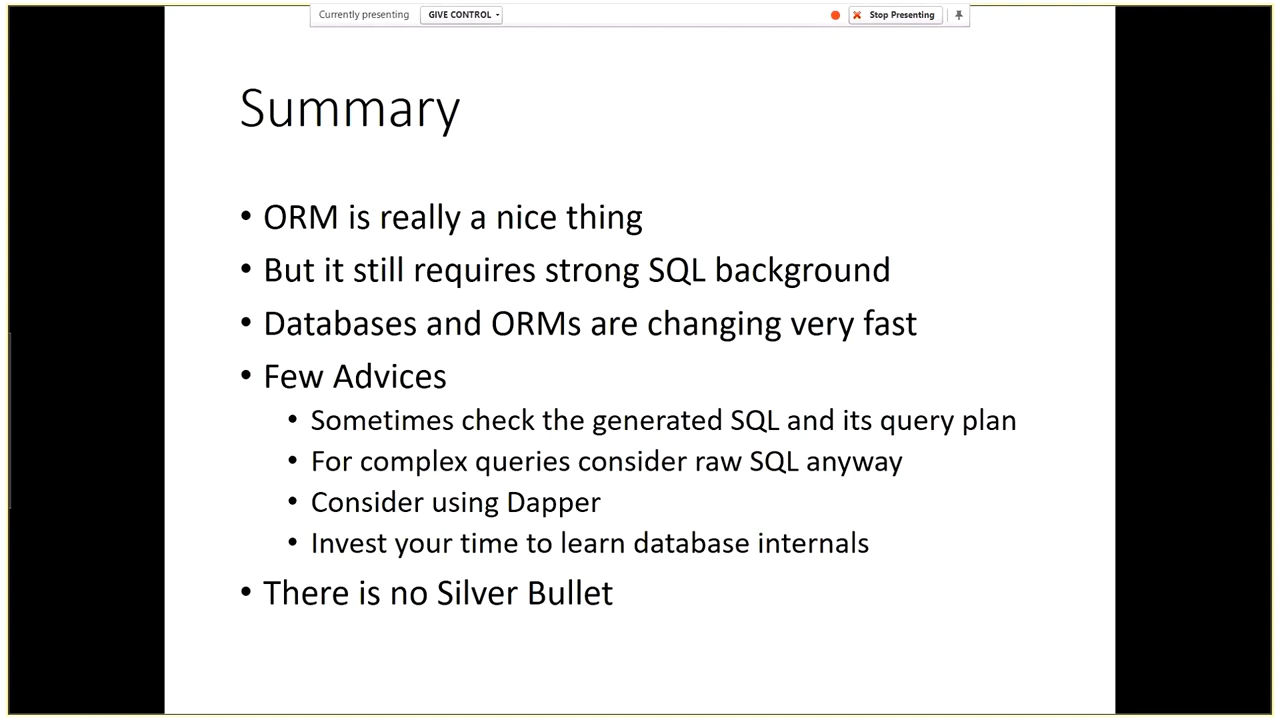 Currently presenting GIVE CONTROL Stop Presenting
Summary
• ORM is really a nice thing
• But it still requires strong SQL background
• Databases and ORMs are changing very fast
• Few Advices
• Sometimes check the generated SQL and its query plan
• For complex queries consider raw SQL anyway
• Consider using Dapper
• Invest your time to learn database internals
• There is no Silver Bullet